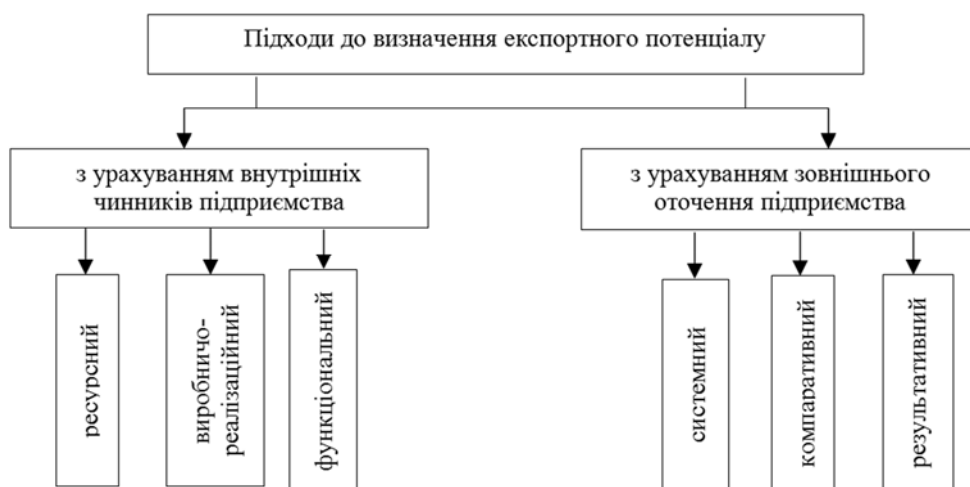 Підходи до визначення експортного потенціалу
з урахуванням внутрішніх
чинників підприємства
з урахуванням зовнішнього
оточення підприємства
ресурсний
виробничо-
реалізаційний
функціональний
системний
компаративний
результативний